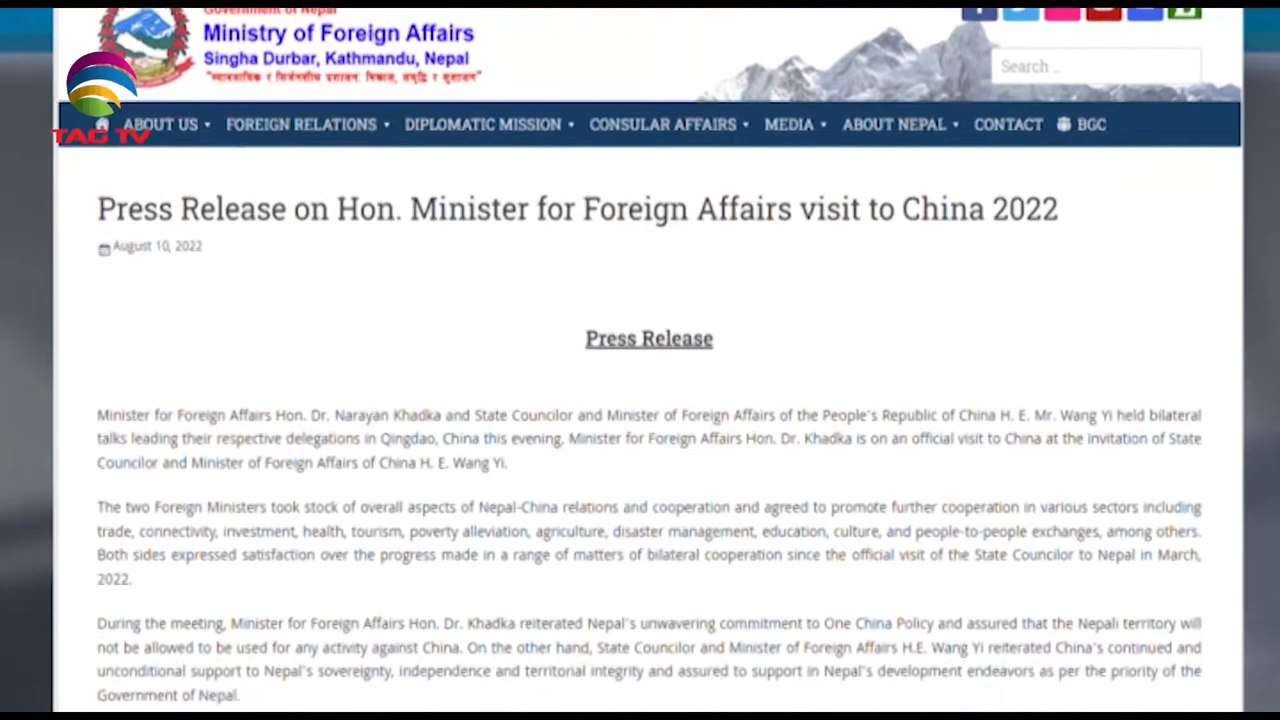 Government of Nepal
Ministry of Foreign Affairs
Singha Durbar, Kathmandu, Nepal
Search ...
TAG TV
ABOUT US FOREIGN RELATIONS DIPLOMATIC MISSION CONSULAR AFFAIRS MEDIA ABOUT NEPAL CONTACT BGC
Press Release on Hon. Minister for Foreign Affairs visit to China 2022
August 10, 2022
Press Release
Minister for Foreign Affairs Hon. Dr. Narayan Khadka and State Councilor and Minister of Foreign Affairs of the People's Republic of China H. E. Mr. Wang Yi held bilateral
talks leading their respective delegations in Qingdao, China this evening. Minister for Foreign Affairs Hon. Dr. Khadka is on an official visit to China at the invitation of State
Councilor and Minister of Foreign Affairs of China H. E. Wang Yi.
The two Foreign Ministers took stock of overall aspects of Nepal-China relations and cooperation and agreed to promote further cooperation in various sectors including
trade, connectivity, investment, health, tourism, poverty alleviation, agriculture, disaster management, education, culture, and people-to-people exchanges, among others.
Both sides expressed satisfaction over the progress made in a range of matters of bilateral cooperation since the official visit of the State Councilor to Nepal in March,
2022.
During the meeting, Minister for Foreign Affairs Hon. Dr. Khadka reiterated Nepal's unwavering commitment to One China Policy and assured that the Nepali territory will
not be allowed to be used for any activity against China. On the other hand, State Councilor and Minister of Foreign Affairs H.E. Wang Yi reiterated China's continued and
unconditional support to Nepal's sovereignty, independence and territorial integrity and assured to support in Nepal's development endeavors as per the priority of the
Government of Nepal.